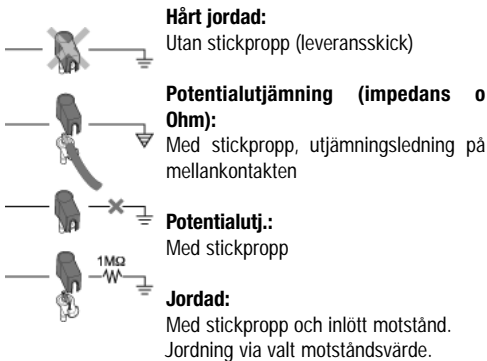 Hårt jordad:
Utan stickpropp (leveransskick)
Potentialutjämning (impedans o
Ohm):
Med stickpropp, utjämningsledning på
mellankontakten
Potentialutj.:
Med stickpropp
1MΩ
Jordad:
Med stickpropp och inlött motstånd.
Jordning via valt motståndsvärde.